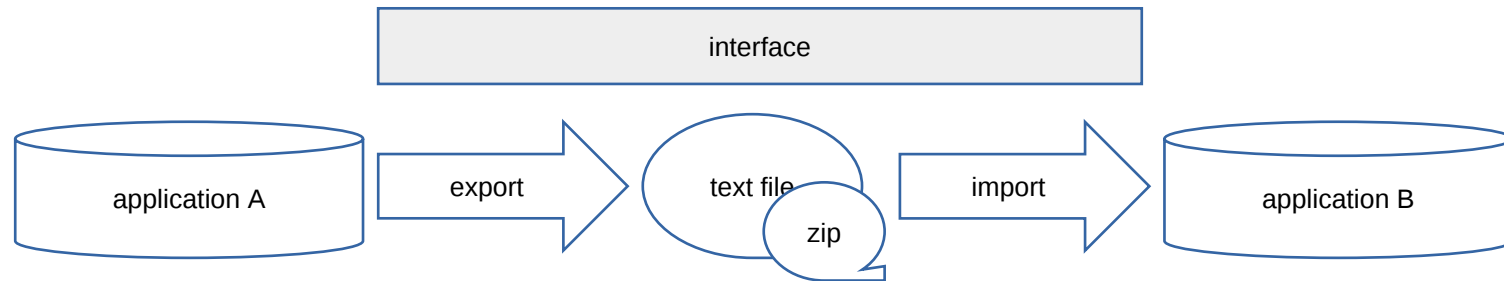 interface
application A
export
text file
zip
import
application B